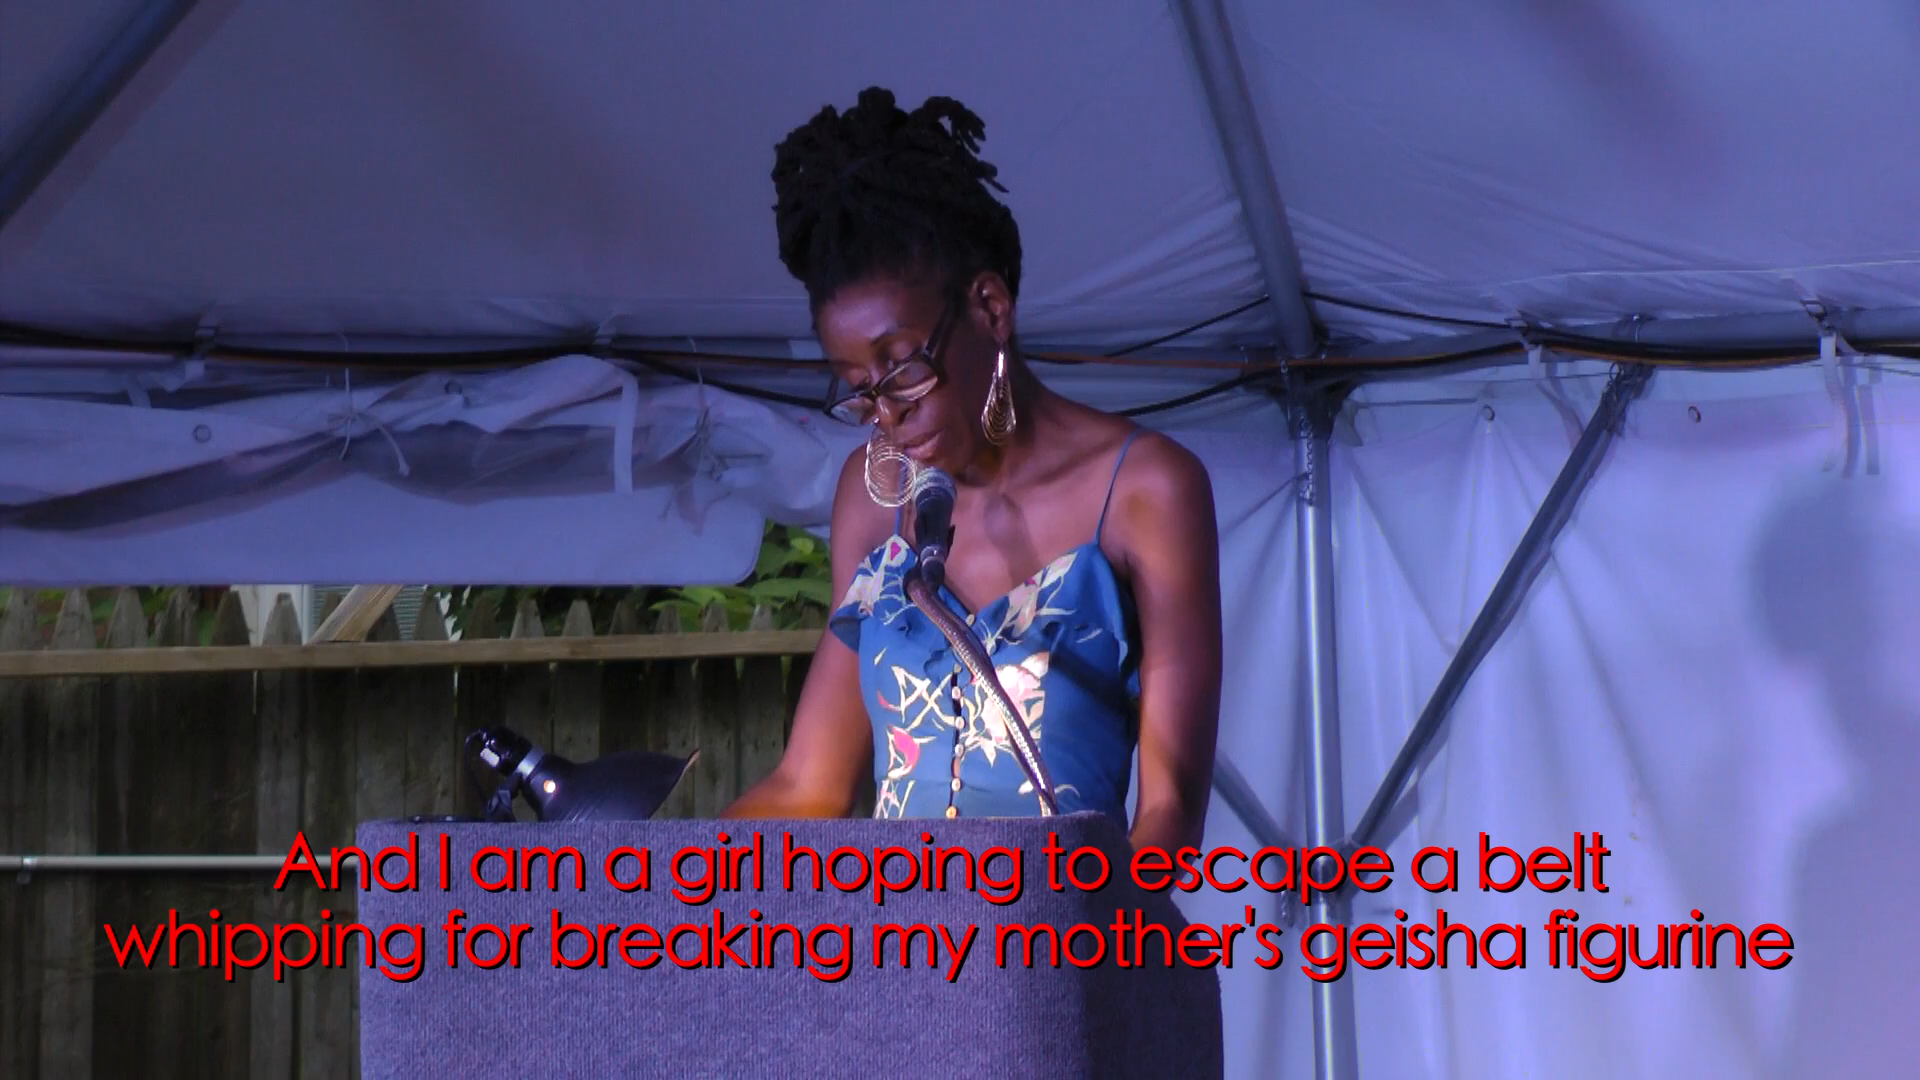 And I am a girl hoping to escape a belt
whipping for breaking my mother's geisha figurine